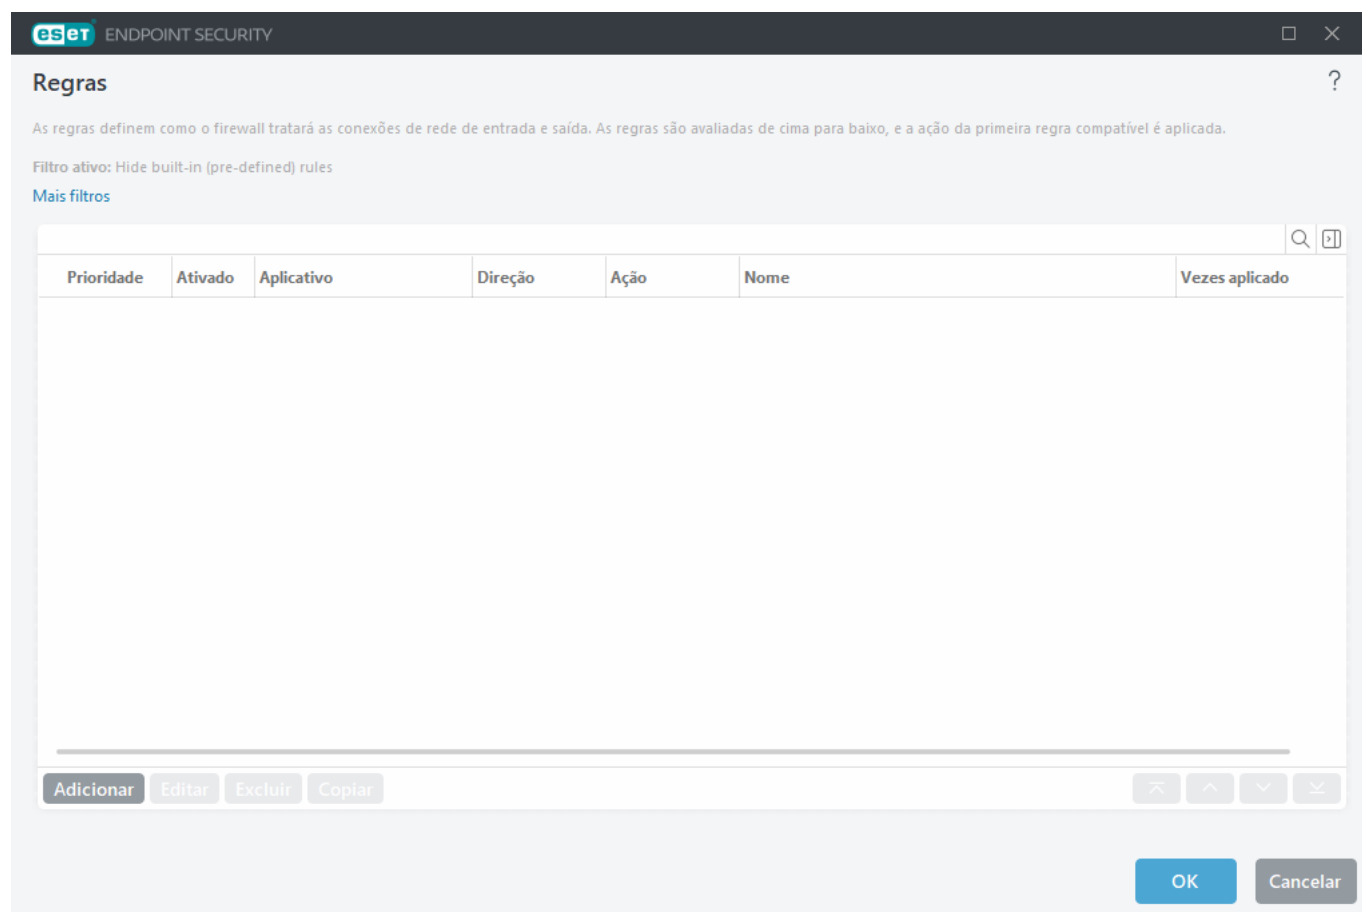 eset ENDPOINT SECURITY
Regras
?
As regras definem como o firewall tratará as conexões de rede de entrada e saída. As regras são avaliadas de cima para baixo, e a ação da primeira regra compatível é aplicada.
Filtro ativo: Hide built-in (pre-defined) rules
Mais filtros
Prioridade Ativado Aplicativo Direção Ação Nome Vezes aplicado
Adicionar Editar Excluir Copiar
OK Cancelar